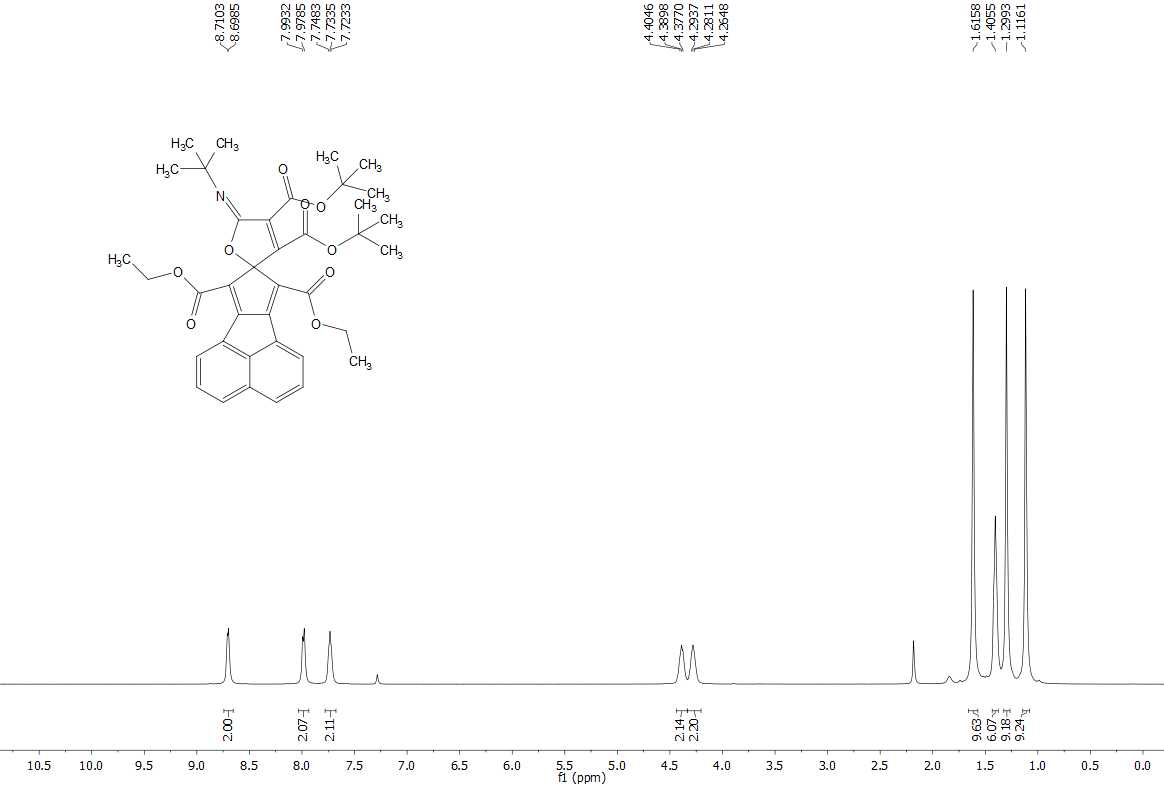 8.7103
8.6985
7.9932
7.9785
7.7483
7.7335
7.7233
4.4046
4.3898
4.3770
4.2937
4.2811
4.2648
1.6158
1.4055
1.2993
1.1161
H3C
CH3
H3C
N
O
O
H3C
CH3
CH3
O
O
CH3
CH3
CH3
O
H3C
O
O
O
O
CH3
2.00
2.07
2.11
2.14
2.20
9.63
6.07
9.18
9.24
10.5 10.0 9.5 9.0 8.5 8.0 7.5 7.0 6.5 6.0 5.5 5.0 4.5 4.0 3.5 3.0 2.5 2.0 1.5 1.0 0.5 0.0
f1 (ppm)